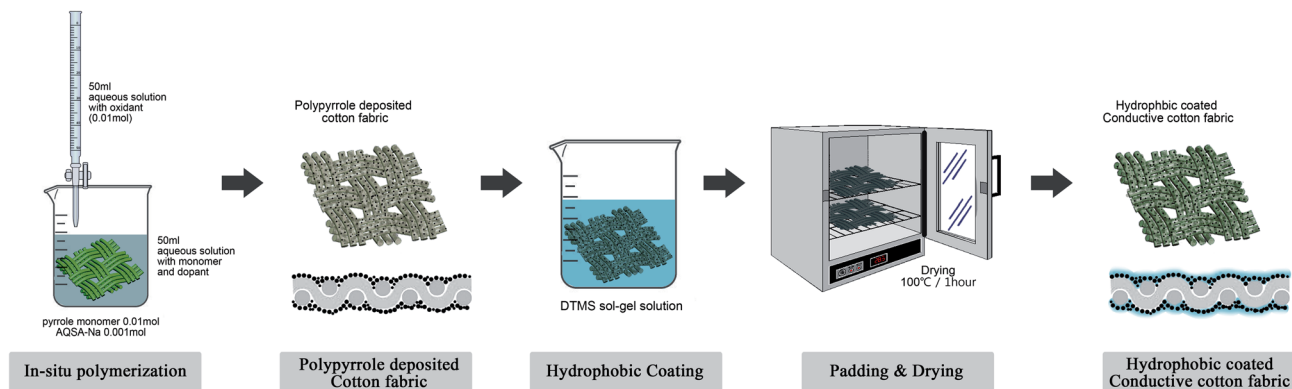 50ml
aqueous solution
with oxidant
(0.01mol)
50ml
aqueous solution
with monomer
and dopant
pyrrole monomer 0.01mol
AQSA-Na 0.001mol
In-situ polymerization
Polypyrrole deposited
cotton fabric
Polypyrrole deposited
Cotton fabric
DTMS sol-gel solution
Hydrophobic Coating
Drying
100℃ / 1hour
Padding & Drying
Hydrophbic coated
Conductive cotton fabric
Hydrophobic coated
Conductive cotton fabric